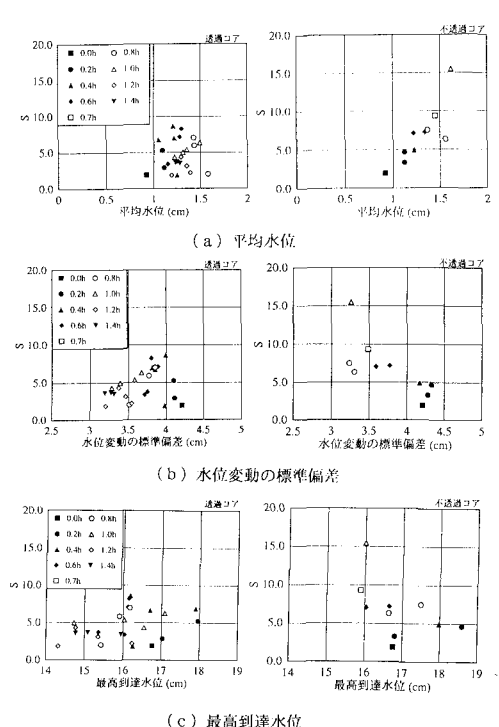 透過コア
不透過コア
20.0
15.0
10.0
5.0
0.0
S
■ 0.0h ○ 0.8h
● 0.2h △ 1.0h
▲ 0.4h ◇ 1.2h
◆ 0.6h ▼ 1.4h
□ 0.7h
0 0.5 1 1.5 2
平均水位(cm)
20.0
15.0
10.0
5.0
0.0
S
0 0.5 1 1.5 2
平均水位(cm)
(a) 平均水位
透過コア
不透過コア
20.0
15.0
10.0
5.0
0.0
S
■ 0.0h ○ 0.8h
● 0.2h △ 1.0h
▲ 0.4h ◇ 1.2h
◆ 0.6h ▼ 1.4h
□ 0.7h
2.5 3 3.5 4 4.5 5
水位変動の標準偏差(cm)
20.0
15.0
10.0
5.0
0.0
S
2.5 3 3.5 4 4.5 5
水位変動の標準偏差(cm)
(b) 水位変動の標準偏差
透過コア
不透過コア
20.0
15.0
10.0
5.0
0.0
S
■ 0.0h ○ 0.8h
● 0.2h △ 1.0h
▲ 0.4h ◇ 1.2h
◆ 0.6h ▼ 1.4h
□ 0.7h
14 15 16 17 18 19
最高到達水位(cm)
20.0
15.0
10.0
5.0
0.0
S
14 15 16 17 18 19
最高到達水位(cm)
(c) 最高到達水位